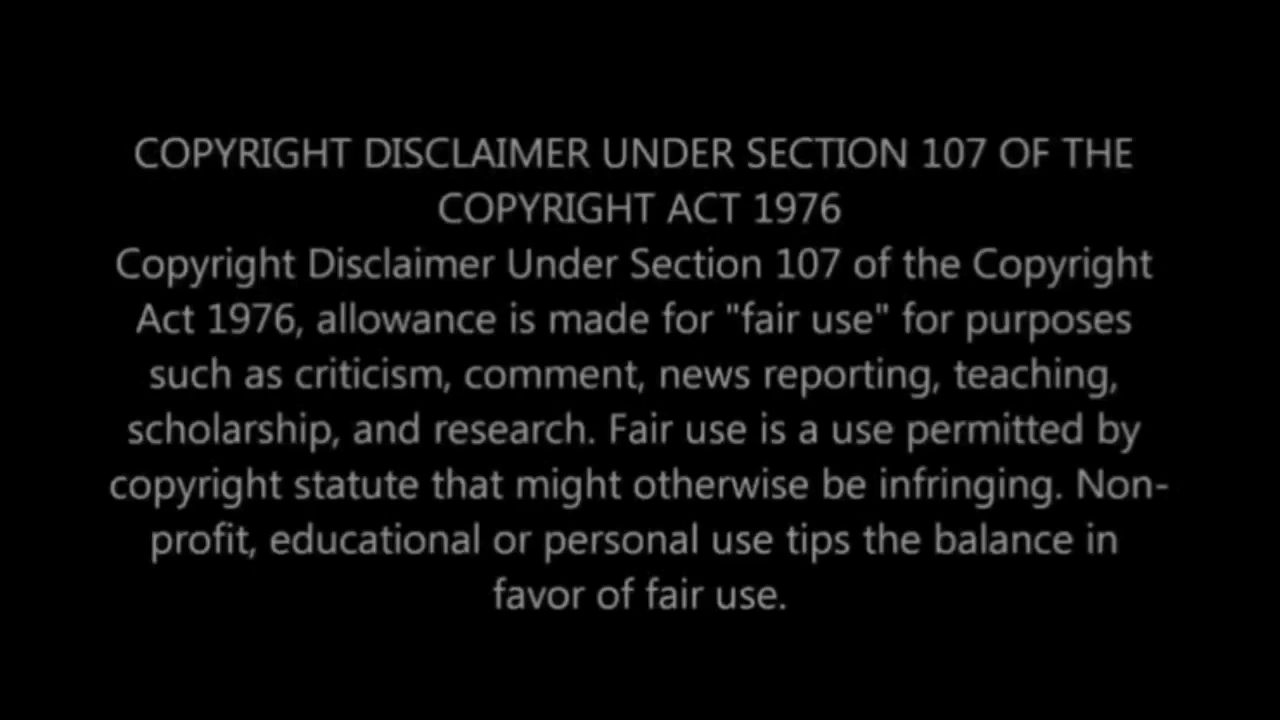 COPYRIGHT DISCLAIMER UNDER SECTION 107 OF THE
COPYRIGHT ACT 1976
Copyright Disclaimer Under Section 107 of the Copyright
Act 1976, allowance is made for "fair use" for purposes
such as criticism, comment, news reporting, teaching,
scholarship, and research. Fair use is a use permitted by
copyright statute that might otherwise be infringing. Non-
profit, educational or personal use tips the balance in
favor of fair use.